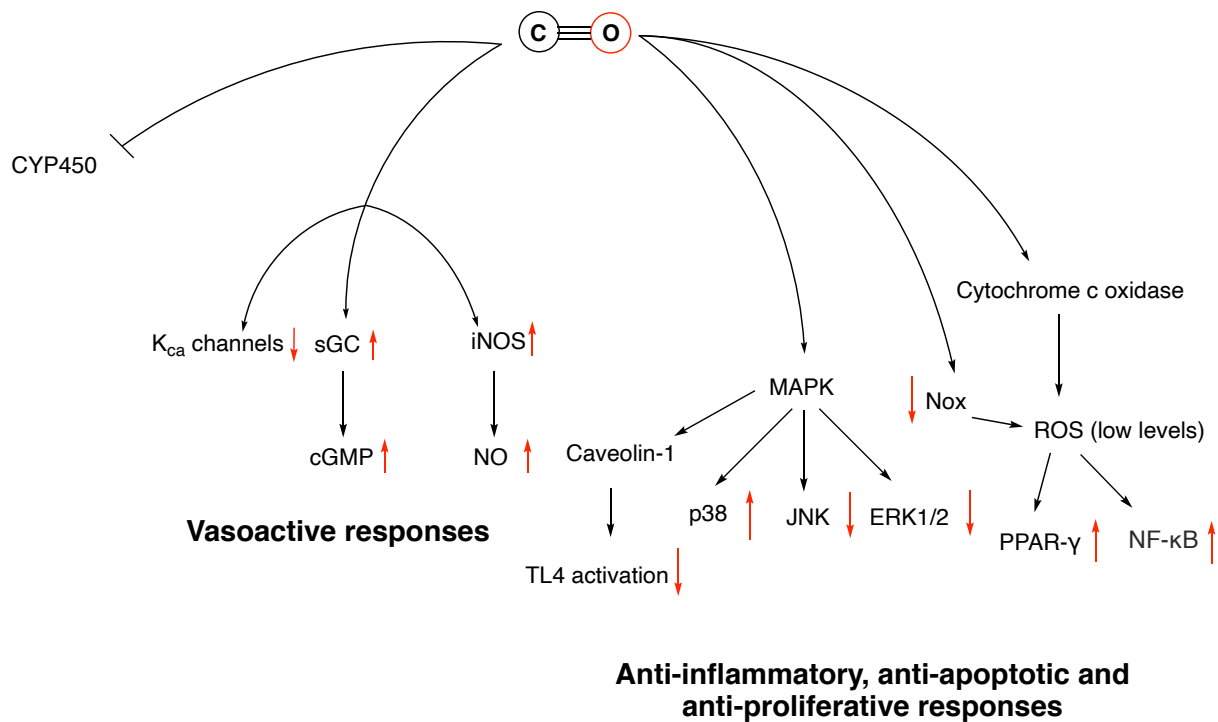 C O
CYP450
Cytochrome c oxidase
Kca channels
sGC
iNOS
MAPK
Nox
ROS (low levels)
cGMP
NO
Caveolin-1
p38
JNK
ERK1/2
PPAR-γ
NF-κB
Vasoactive responses
TL4 activation
Anti-inflammatory, anti-apoptotic and
anti-proliferative responses